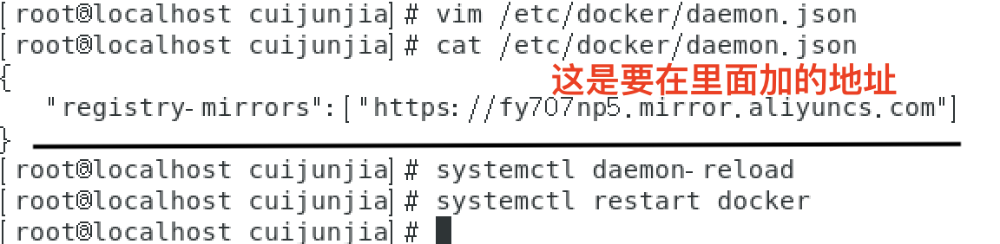 [root@localhost cuijunjia]# vim /etc/docker/daemon.json
[root@localhost cuijunjia]# cat /etc/docker/daemon.json
{
这是要在里面加的地址
"registry-mirrors":["https://fy707np5.mirror.aliyuncs.com"]
}
[root@localhost cuijunjia]# systemctl daemon-reload
[root@localhost cuijunjia]# systemctl restart docker
[root@localhost cuijunjia]#